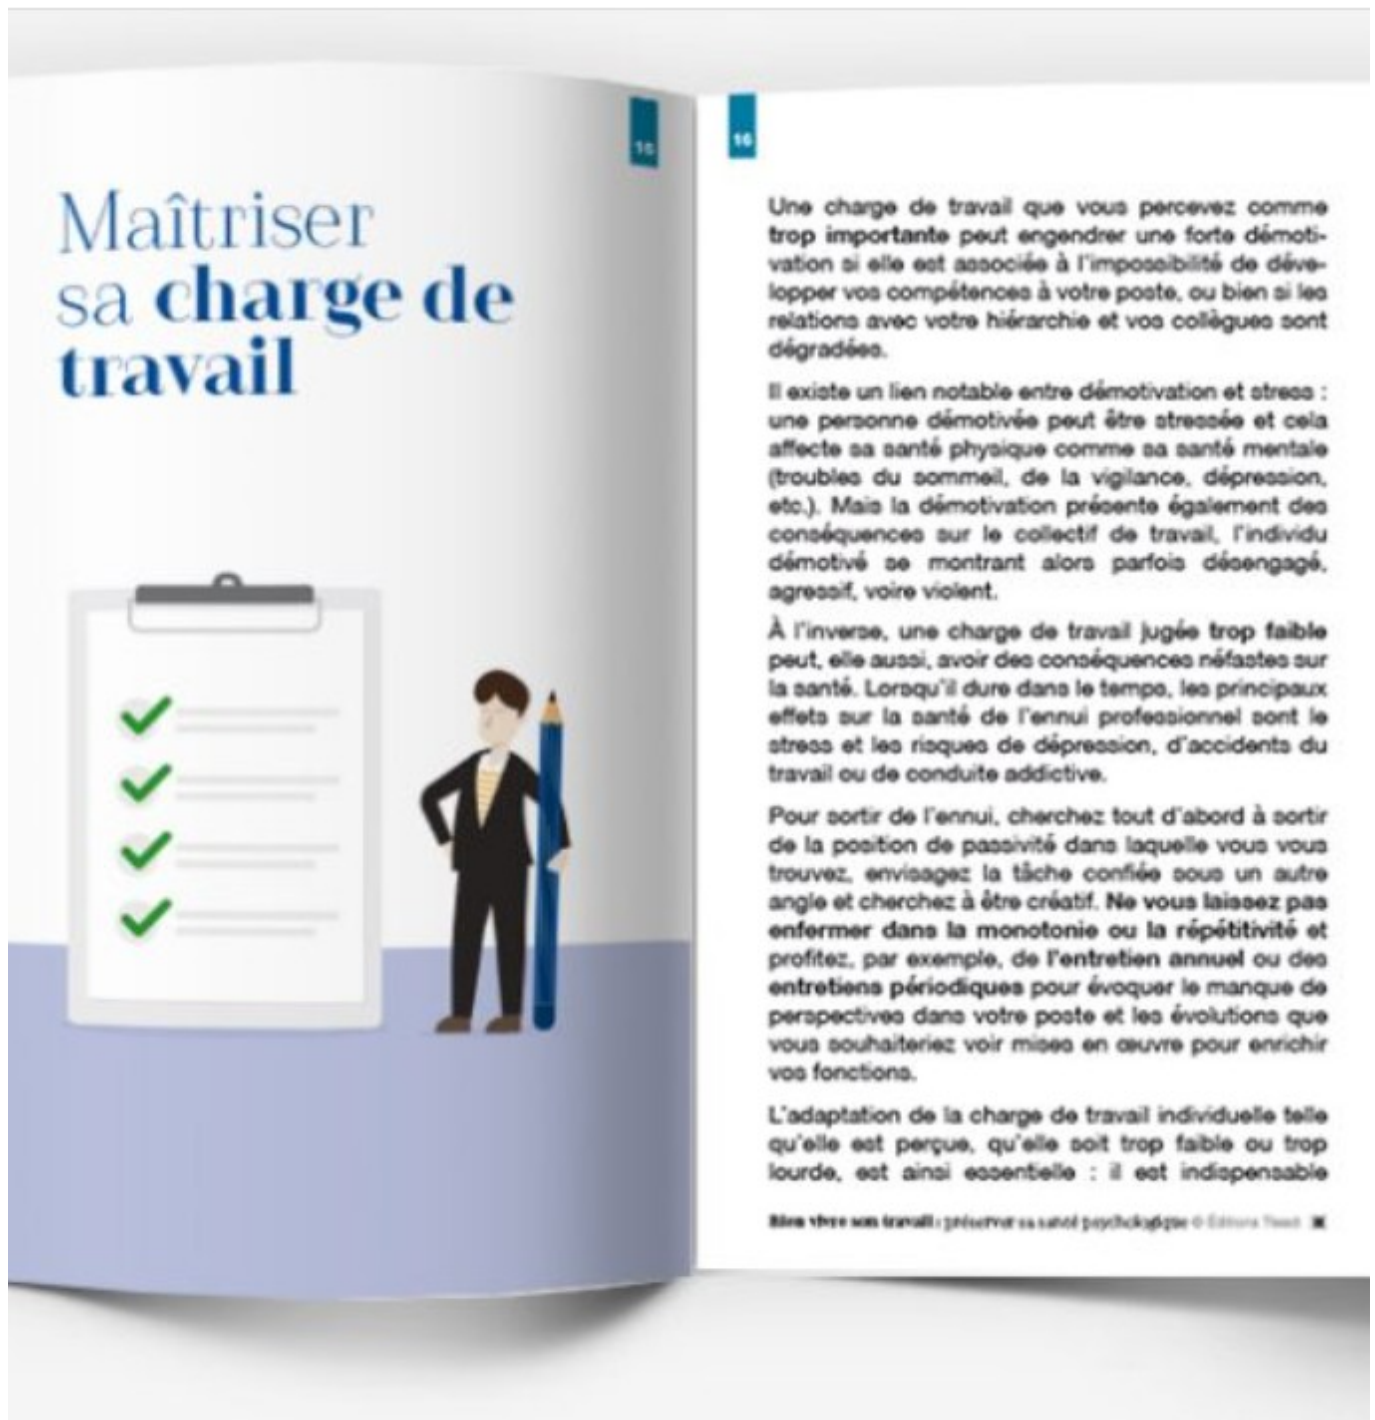 16
Maîtriser
sa charge de
travail
16
Une charge de travail que vous percevez comme
trop importante peut engendrer une forte démoti-
vation si elle est associée à l'impossibilité de déve-
lopper vos compétences à votre poste, ou bien si les
relations avec votre hiérarchie et vos collègues sont
dégradées.
Il existe un lien notable entre démotivation et stress :
une personne démotivée peut être stressée et cela
affecte sa santé physique comme sa santé mentale
(troubles du sommeil, de la vigilance, dépression,
etc.). Mais la démotivation présente également des
conséquences sur le collectif de travail, l'individu
démotivé se montrant alors parfois désengagé,
agressif, voire violent.
À l'inverse, une charge de travail jugée trop faible
peut, elle aussi, avoir des conséquences néfastes sur
la santé. Lorsqu'il dure dans le temps, les principaux
effets sur la santé de l'ennui professionnel sont le
stress et les risques de dépression, d'accidents du
travail ou de conduite addictive.
Pour sortir de l'ennui, cherchez tout d'abord à sortir
de la position de passivité dans laquelle vous vous
trouvez, envisagez la tâche confiée sous un autre
angle et cherchez à être créatif. Ne vous laissez pas
enfermer dans la monotonie ou la répétitivité et
profitez, par exemple, de l'entretien annuel ou des
entretiens périodiques pour évoquer le manque de
perspectives dans votre poste et les évolutions que
vous souhaiteriez voir mises en œuvre pour enrichir
vos fonctions.
L'adaptation de la charge de travail individuelle telle
qu'elle est perçue, qu'elle soit trop faible ou trop
lourde, est ainsi essentielle : il est indispensable
Bien vivre son travail : préserver sa santé psychologique © Éditions Tissot